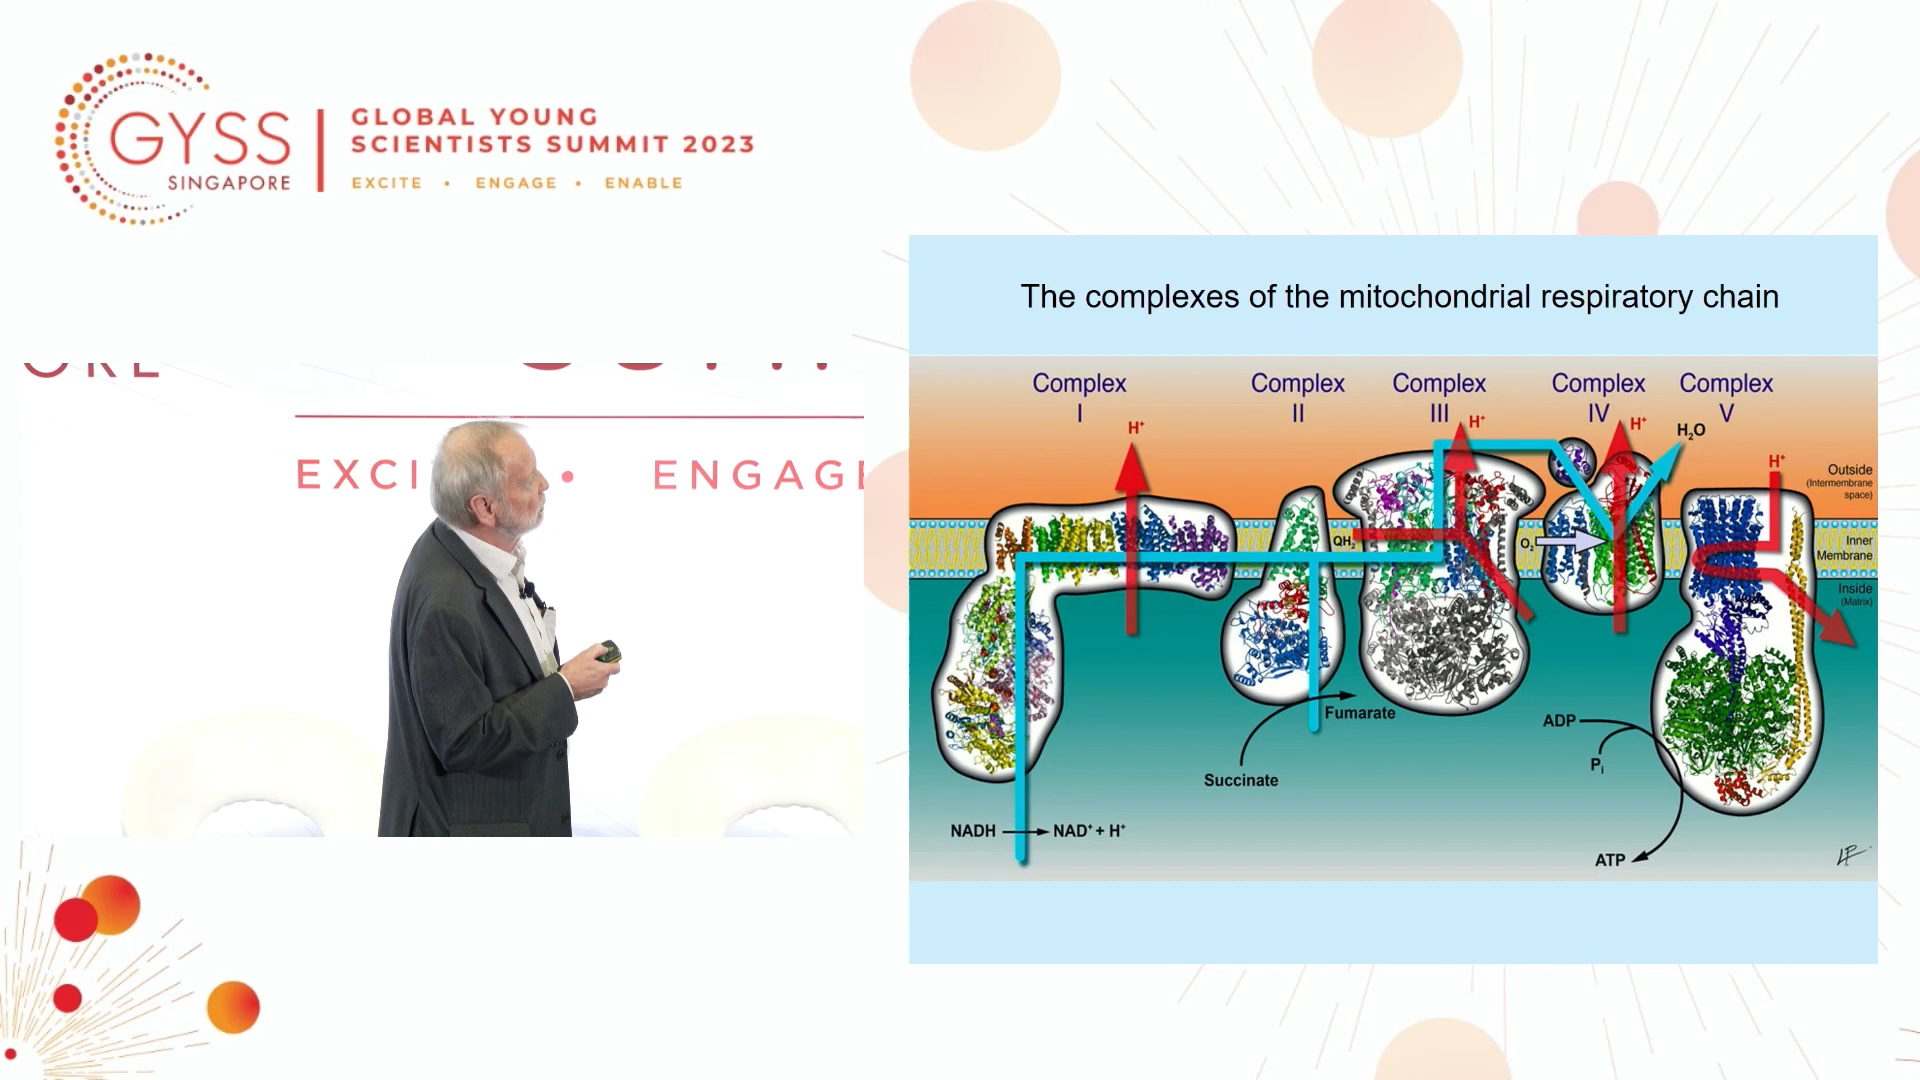 GYSS
SINGAPORE
GLOBAL YOUNG
SCIENTISTS SUMMIT 2023
EXCITE • ENGAGE • ENABLE
EXCI • ENGAGE
The complexes of the mitochondrial respiratory chain
Complex I
Complex II
Complex III
Complex IV
Complex V
H⁺
H⁺
H⁺
H₂O
H⁺
Outside
(Intermembrane
space)
QH₂
O₂
Inner
Membrane
Inside
(Matrix)
Fumarate
Succinate
ADP
Pᵢ
NADH
NAD⁺ + H⁺
ATP